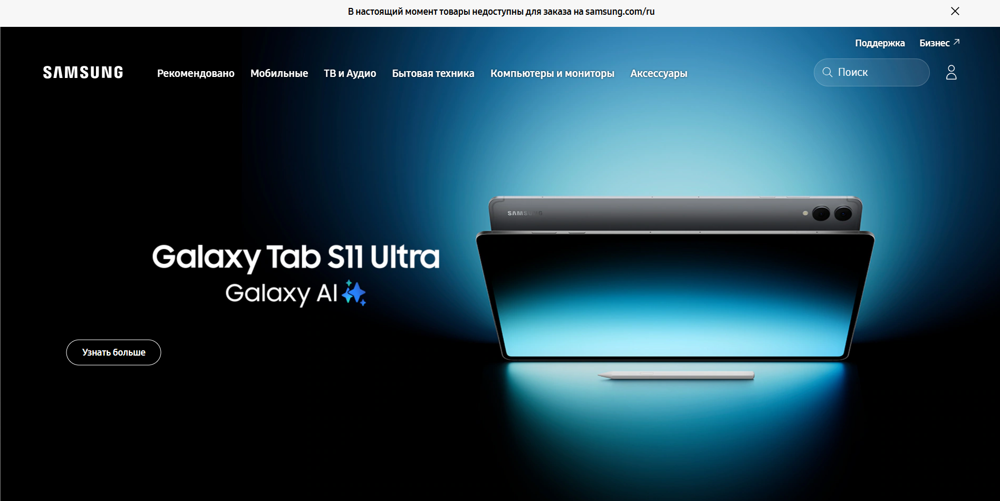 В настоящий момент товары недоступны для заказа на samsung.com/ru
Поддержка Бизнес
SAMSUNG Рекомендовано Мобильные ТВ и Аудио Бытовая техника Компьютеры и мониторы Аксессуары Поиск
SAMSUNG
Galaxy Tab S11 Ultra
Galaxy AI
Узнать больше